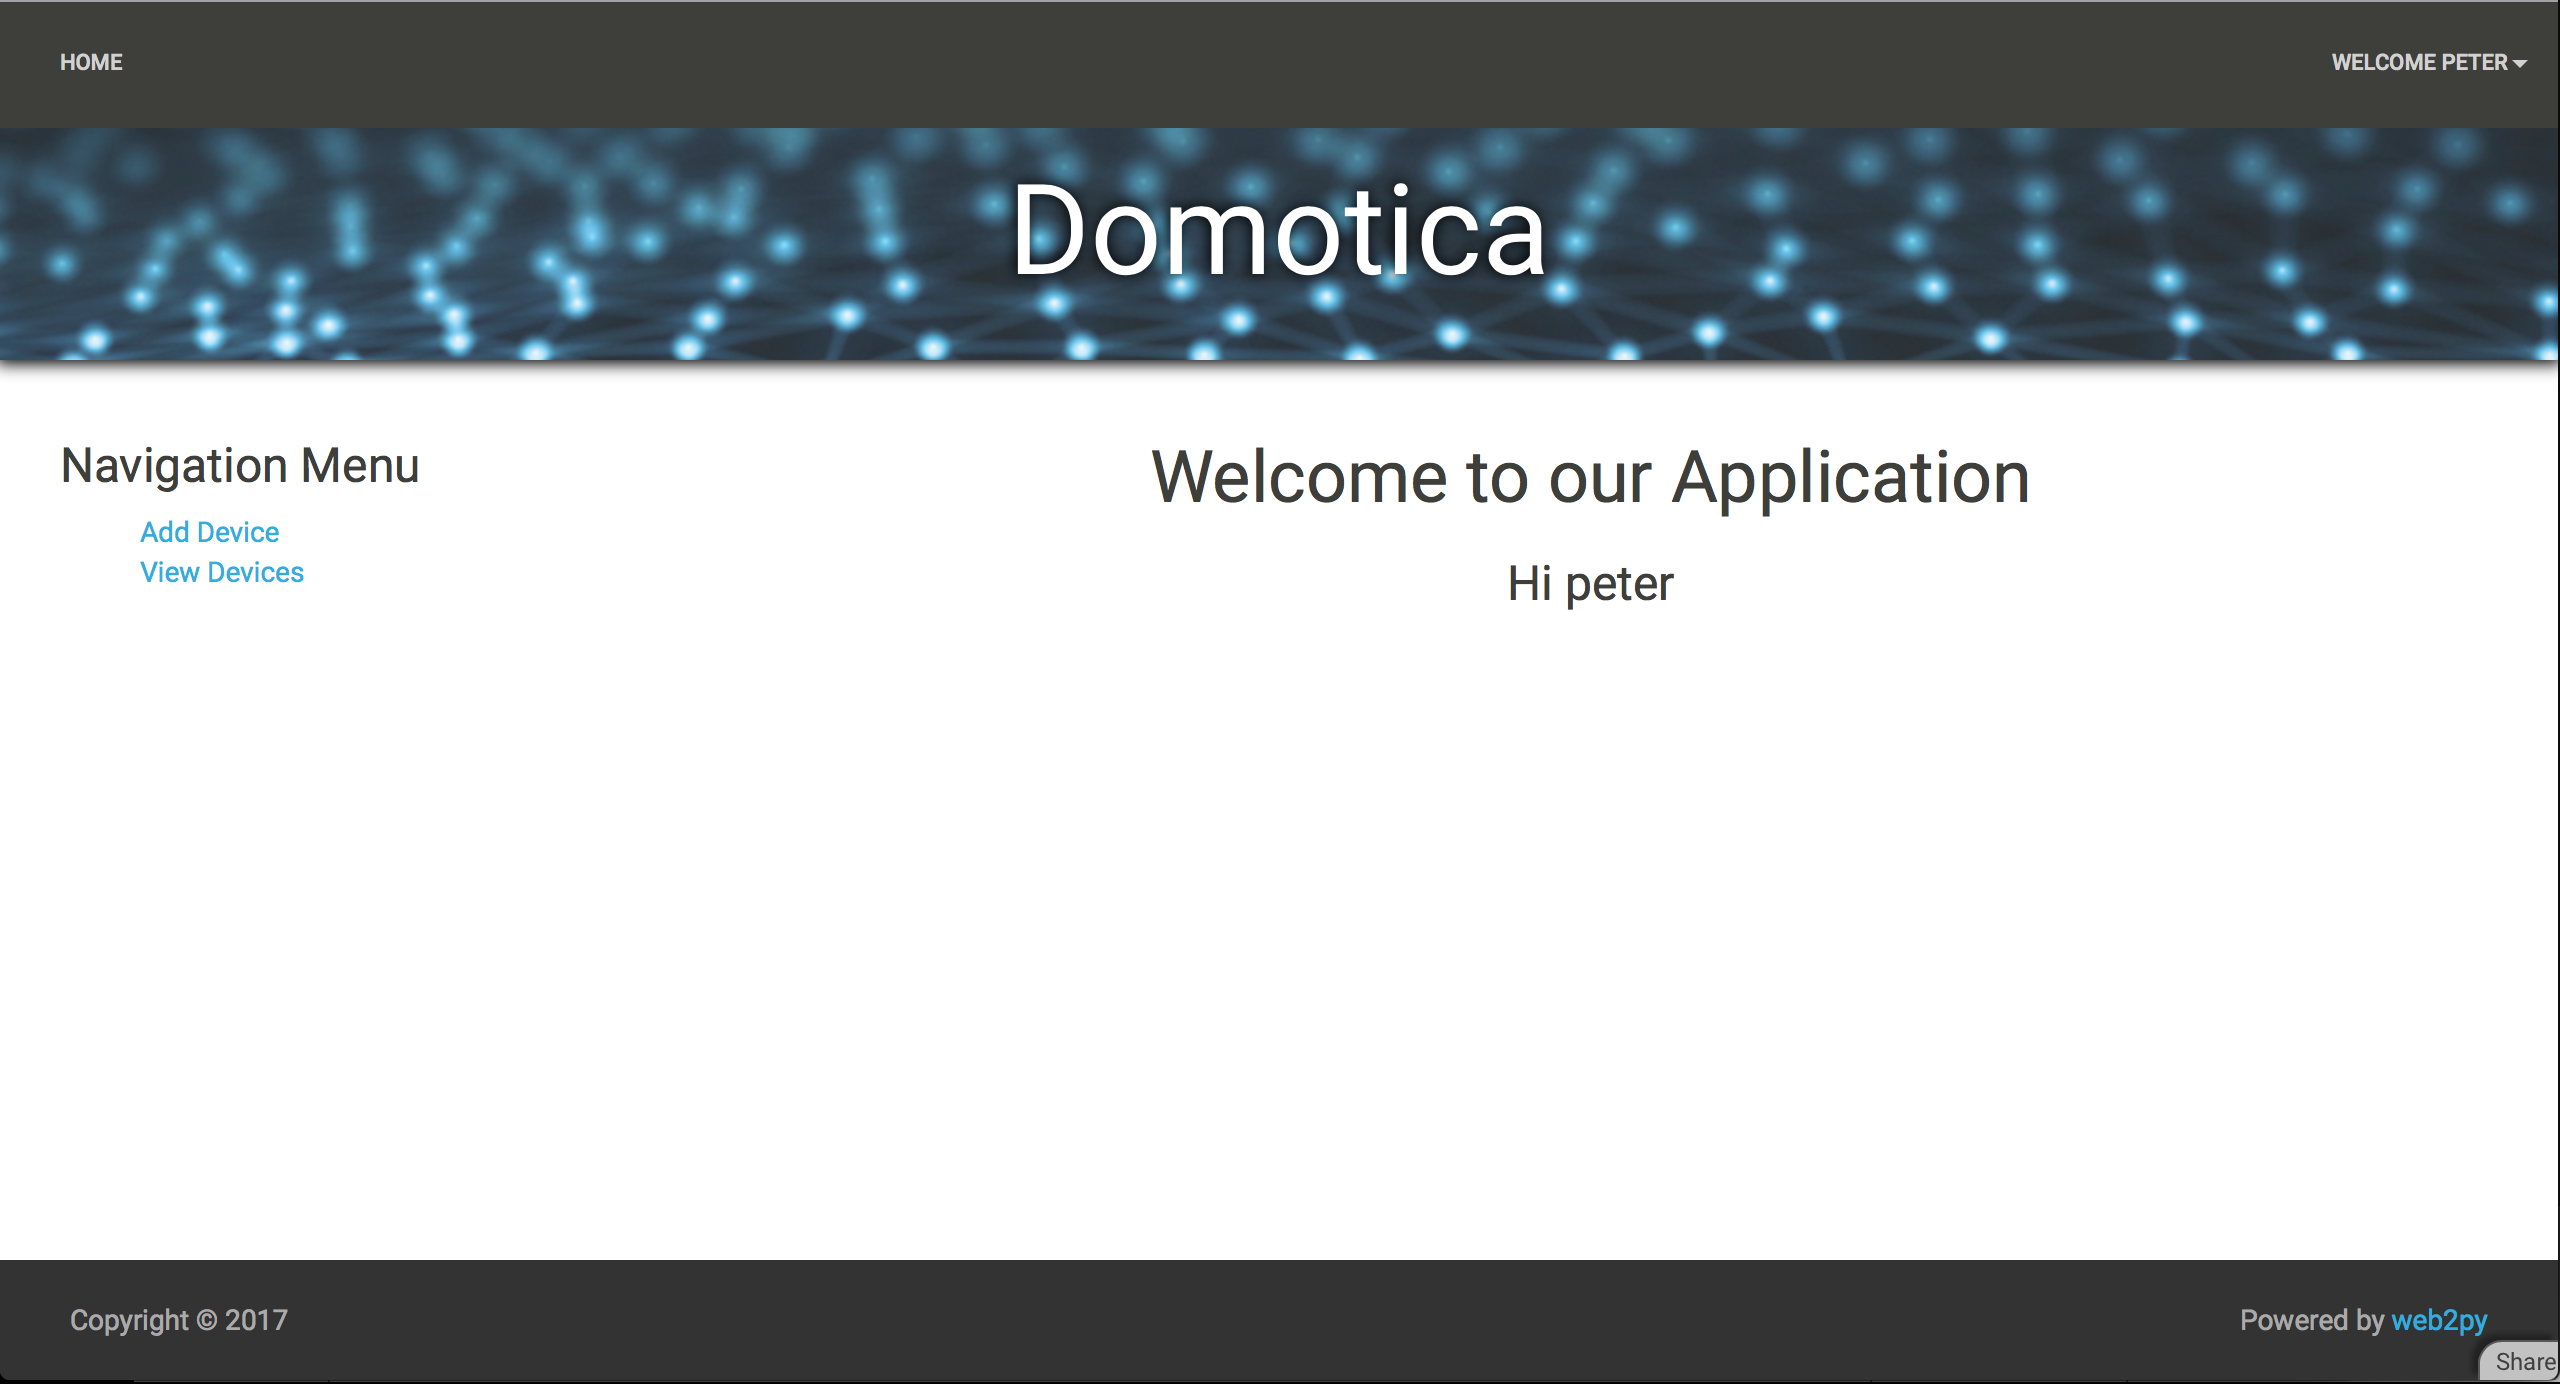 HOME
WELCOME PETER
Domotica
Navigation Menu
Add Device
View Devices
Welcome to our Application
Hi peter
Copyright © 2017
Powered by web2py
Share